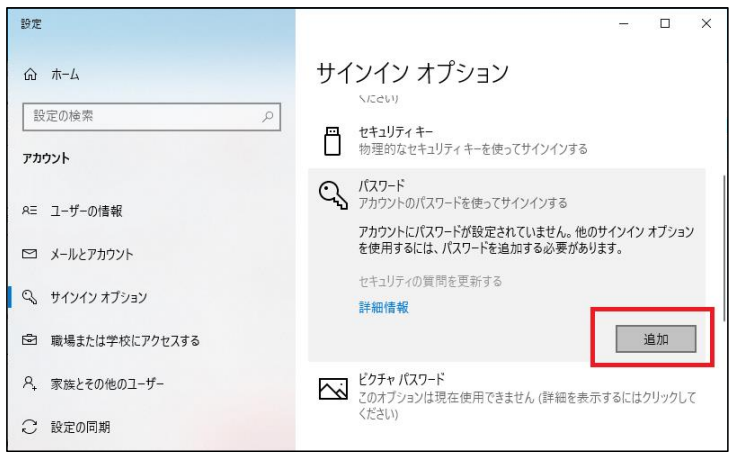 設定
ホーム
設定の検索
アカウント
ユーザーの情報
メールとアカウント
サインイン オプション
職場または学校にアクセスする
家族とその他のユーザー
設定の同期
サインイン オプション
ください)
セキュリティ キー
物理的なセキュリティ キーを使ってサインインする
パスワード
アカウントのパスワードを使ってサインインする
アカウントにパスワードが設定されていません。他のサインイン オプション
を使用するには、パスワードを追加する必要があります。
セキュリティの質問を更新する
詳細情報
追加
ピクチャ パスワード
このオプションは現在使用できません (詳細を表示するにはクリックして
ください)